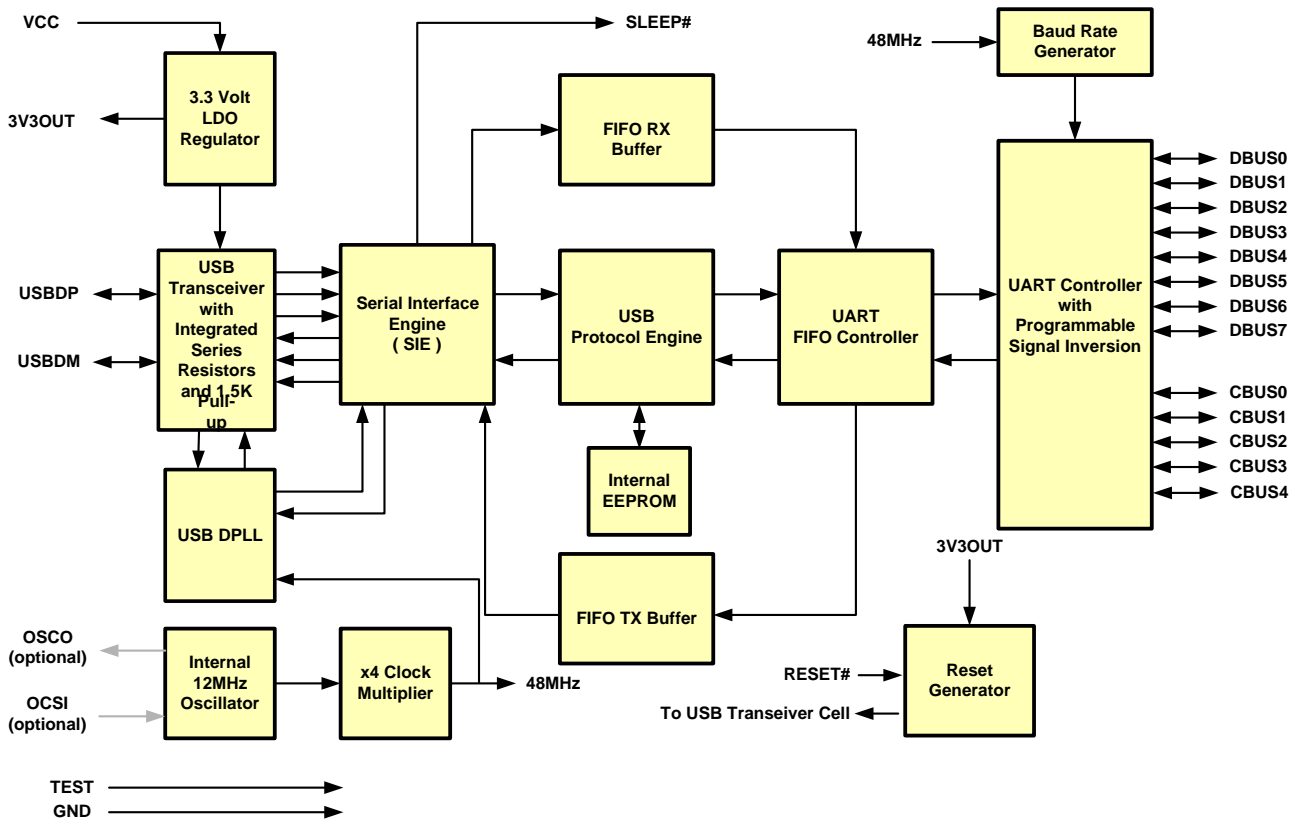 VCC
SLEEP#
48MHz
Baud Rate
Generator
3.3 Volt
LDO
Regulator
3V3OUT
FIFO RX
Buffer
DBUS0
DBUS1
DBUS2
DBUS3
DBUS4
DBUS5
DBUS6
DBUS7
USBDP
USBDM
USB
Transceiver
with
Integrated
Series
Resistors
and 1.5K
Pull-
up
Serial Interface
Engine
( SIE )
USB
Protocol Engine
UART
FIFO Controller
UART Controller
with
Programmable
Signal Inversion
CBUS0
CBUS1
CBUS2
CBUS3
CBUS4
Internal
EEPROM
USB DPLL
3V3OUT
FIFO TX Buffer
OSCO
(optional)
OCSI
(optional)
Internal
12MHz
Oscillator
x4 Clock
Multiplier
48MHz
RESET#
Reset
Generator
To USB Transeiver Cell
TEST
GND